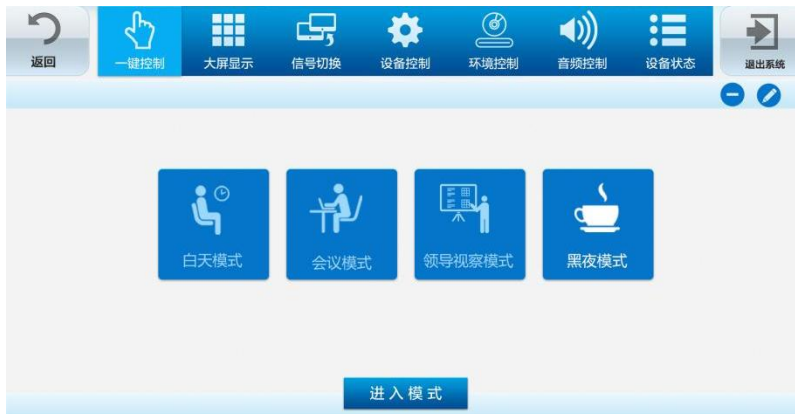 返回
一键控制
大屏显示
信号切换
设备控制
环境控制
音频控制
设备状态
退出系统
白天模式
会议模式
领导视察模式
黑夜模式
进入模式